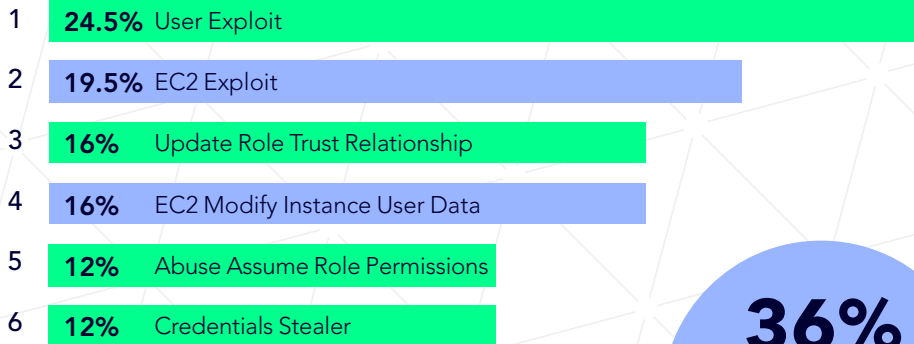 1 24.5% User Exploit
2 19.5% EC2 Exploit
3 16% Update Role Trust Relationship
4 16% EC2 Modify Instance User Data
5 12% Abuse Assume Role Permissions
6 12% Credentials Stealer
36%